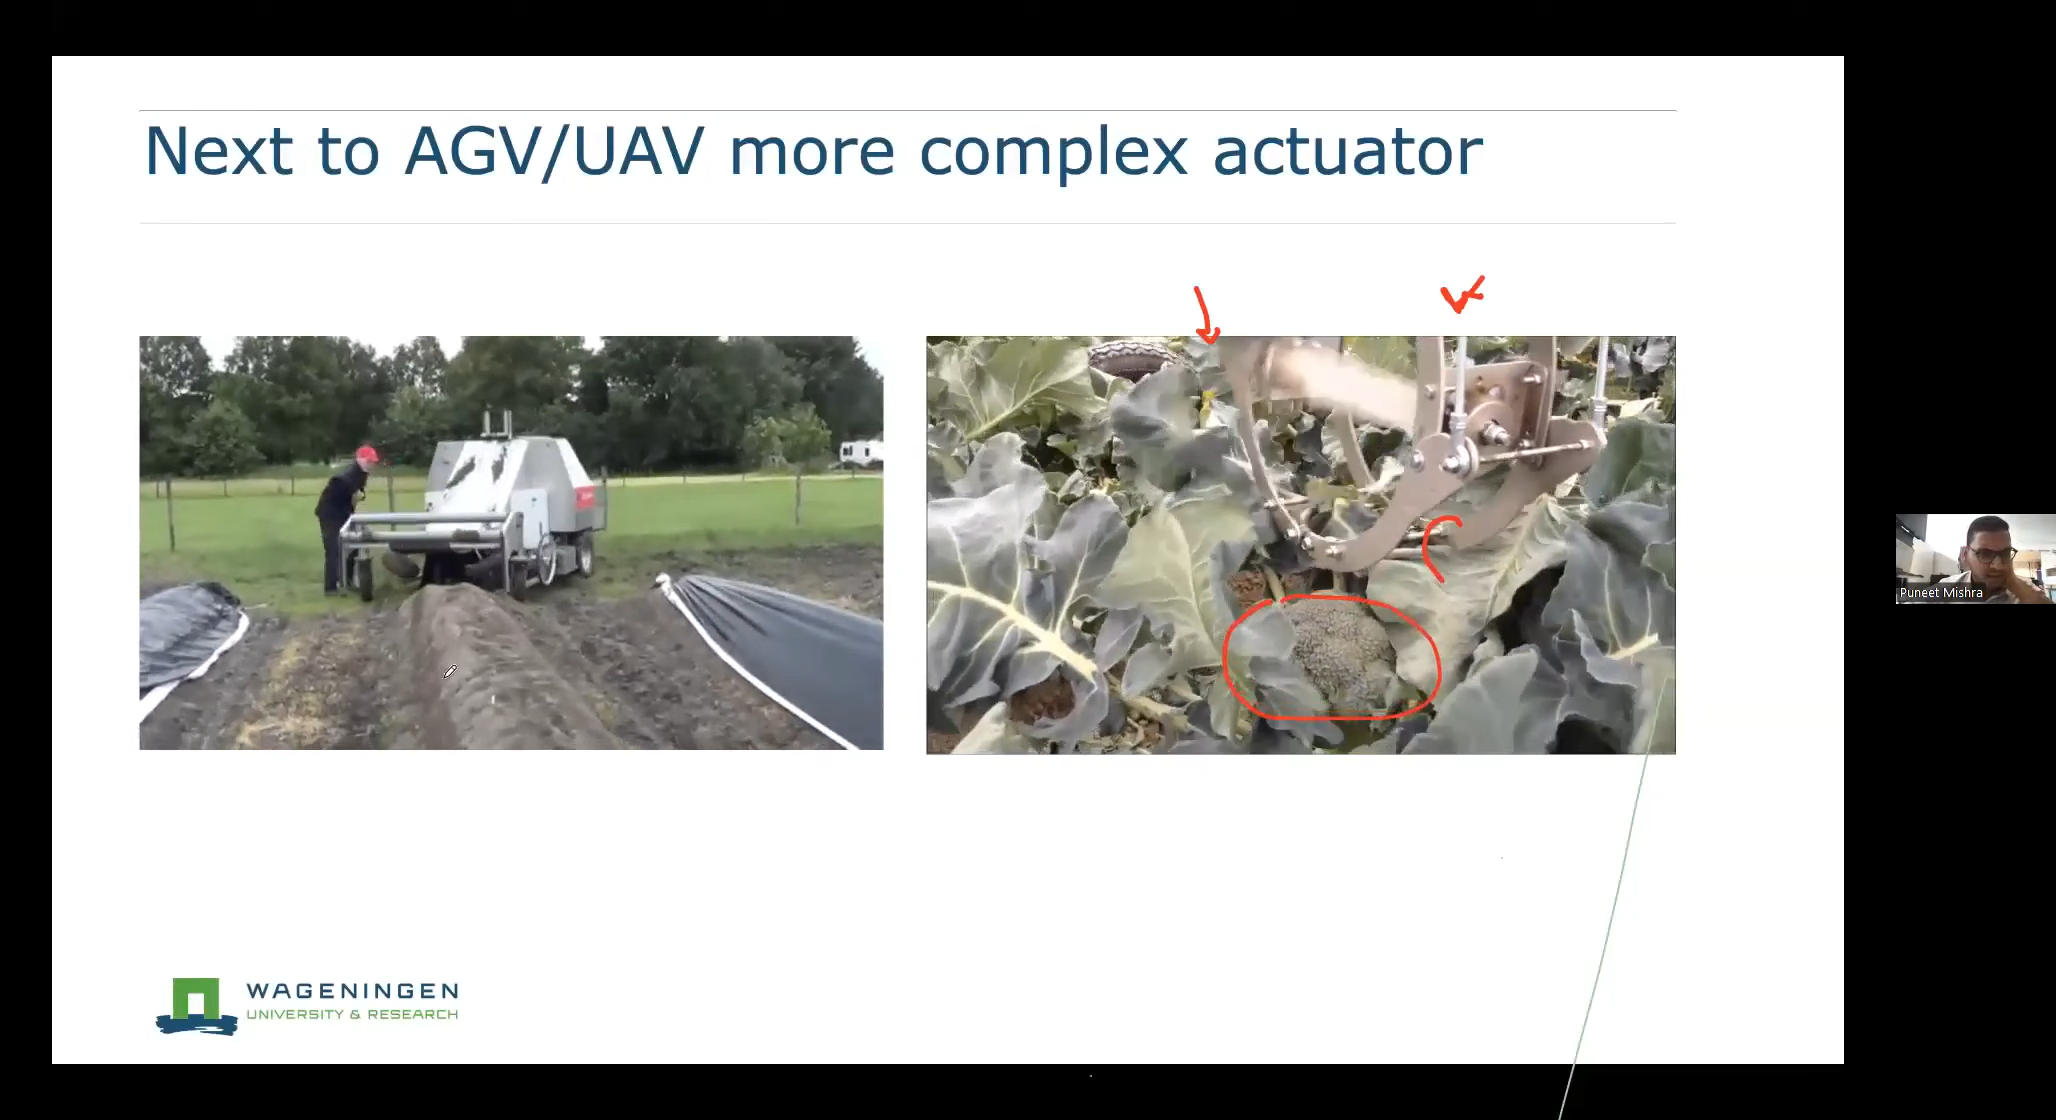 Next to AGV/UAV more complex actuator
Puneet Mishra
WAGENINGEN
UNIVERSITY & RESEARCH